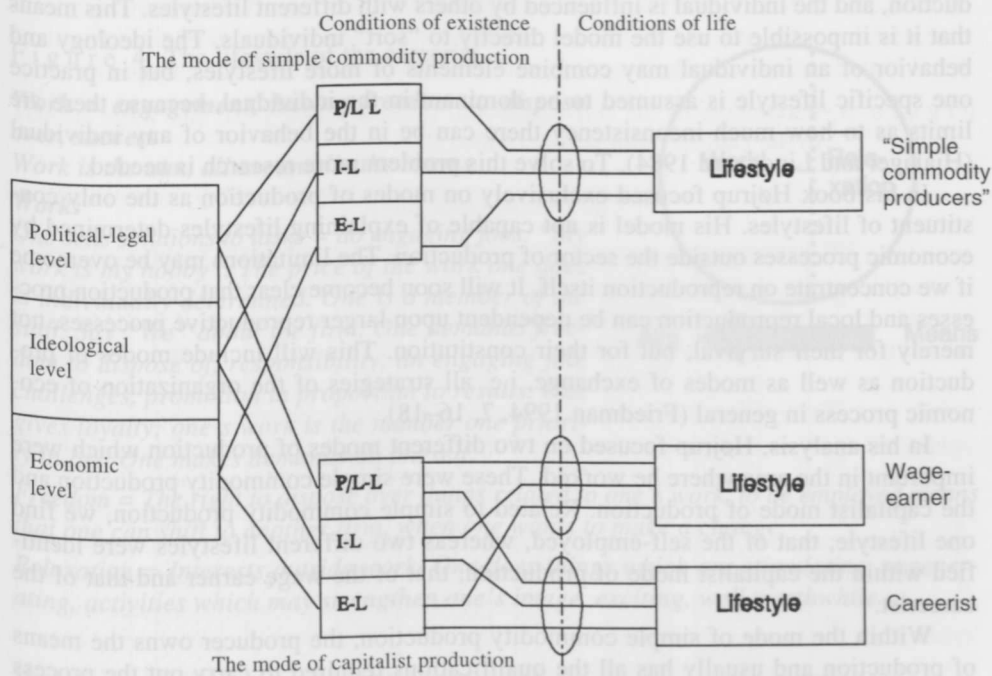 Conditions of existence
Conditions of life
The mode of simple commodity production
P/L-L
I-L
E-L
Lifestyle
"Simple
commodity
producers"
Political-legal
level
Ideological
level
Economic
level
P/L-L
I-L
E-L
Lifestyle
Wage-
earner
Lifestyle
Careerist
The mode of capitalist production